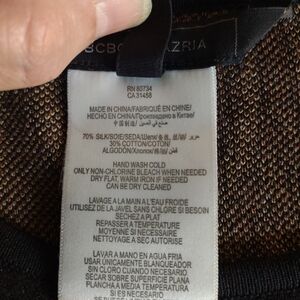 BCBG AZRIA
RN 80734
CA 31458
MADE IN CHINA/FABRIQUÉ EN CHINE/
HECHO EN CHINA/Произведено в Китае/
70% SILK/SOIE/SEDA/
30% COTTON/COTON/
ALGODÓN/
HAND WASH COLD
ONLY NON-CHLORINE BLEACH WHEN NEEDED
DRY FLAT, WARM IRON IF NEEDED
CAN BE DRY CLEANED
LAVAGE A LA MAIN A L'EAU FROIDE
UTILISEZ DE LA JAVEL SANS CHLORE SI BESOIN
SECHEZ A PLAT
REPASSER A TEMPERATURE
MOYENNE SI NECESSAIRE
NETTOYAGE A SEC AUTORISE
LAVAR A MANO EN AGUA FRIA
USAR UNICAMENTE BLANQUEADOR
SIN CLORO CUANDO SEA NECESARIO
SECAR SOBRE SUPERFICIE PLANA
PLANCHA A MEDIA TEMPERATURA